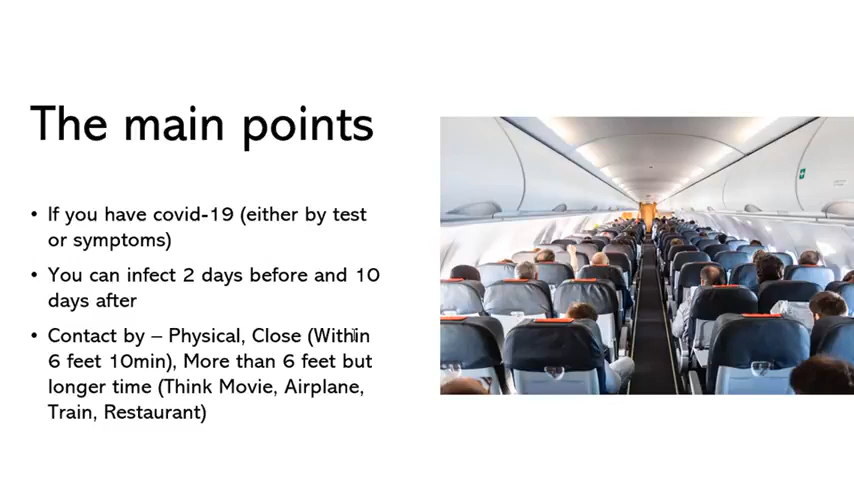 The main points
• If you have covid-19 (either by test
or symptoms)
• You can infect 2 days before and 10
days after
• Contact by – Physical, Close (Within
6 feet 10min), More than 6 feet but
longer time (Think Movie, Airplane,
Train, Restaurant)